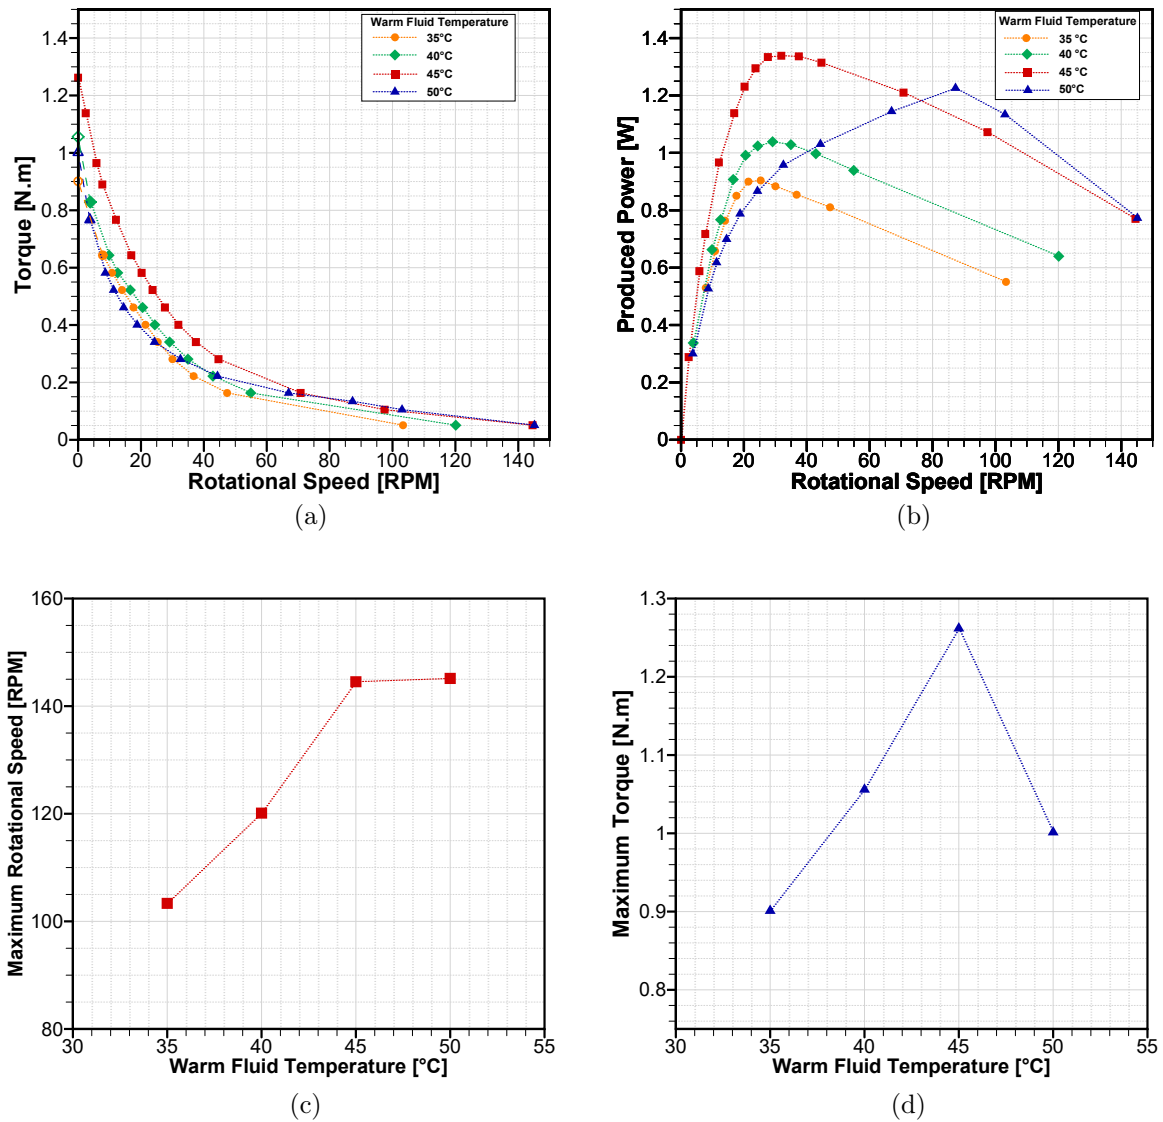 Warm Fluid Temperature
35°C
40°C
45°C
50°C
Torque [N.m]
1.4
1.2
1
0.8
0.6
0.4
0.2
0
0 20 40 60 80 100 120 140
Rotational Speed [RPM]
(a)
Warm Fluid Temperature
35 °C
40 °C
45 °C
50°C
Produced Power [W]
1.4
1.2
1
0.8
0.6
0.4
0.2
0
0 20 40 60 80 100 120 140
Rotational Speed [RPM]
(b)
Maximum Rotational Speed [RPM]
160
140
120
100
80
30 35 40 45 50 55
Warm Fluid Temperature [°C]
(c)
Maximum Torque [N.m]
1.3
1.2
1.1
1
0.9
0.8
30 35 40 45 50 55
Warm Fluid Temperature [°C]
(d)